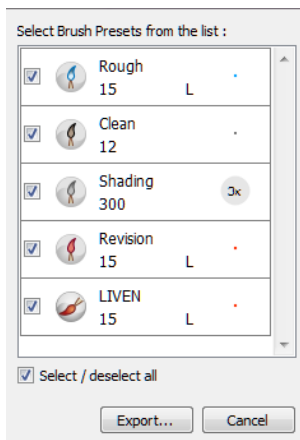 Select Brush Presets from the list :
Rough
15 L
Clean
12
Shading
300
Revision
15 L
LIVEN
15 L
Select / deselect all
Export... Cancel